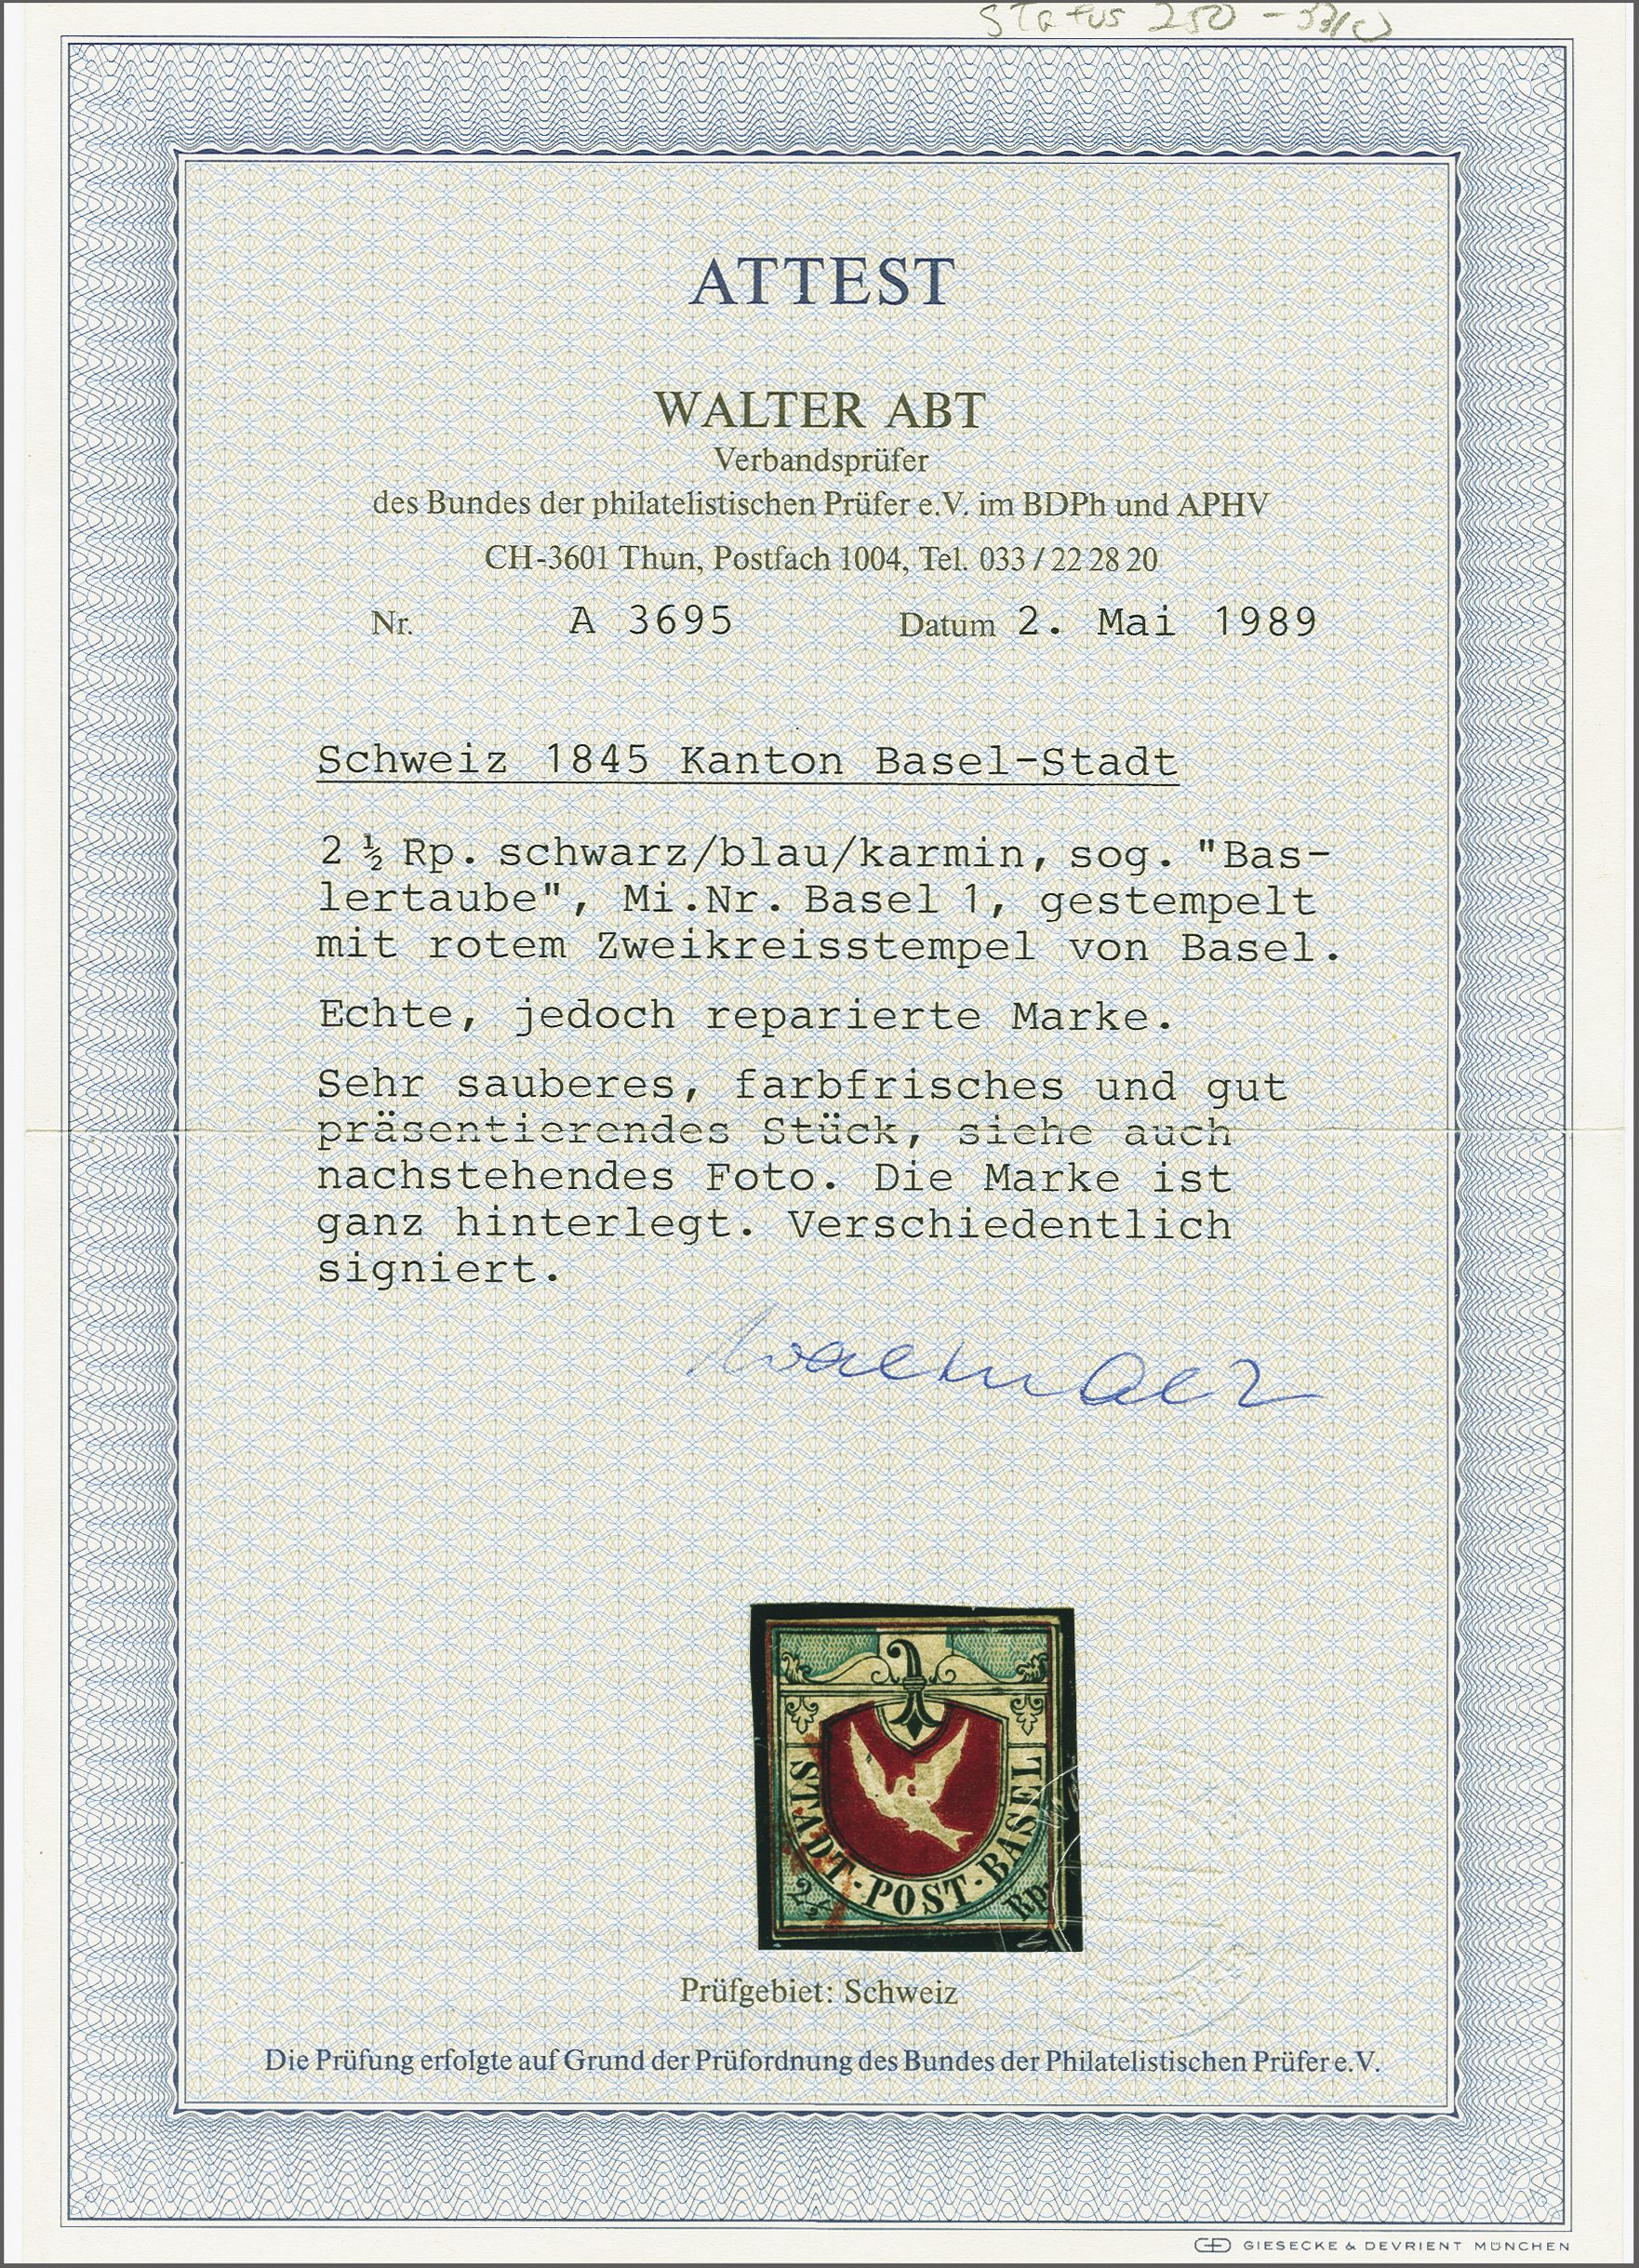 Status 250 -
ATTEST
WALTER ABT
Verbandsprüfer
des Bundes der philatelistischen Prüfer e.V. im BDPh und APHV
CH-3601 Thun, Postfach 1004, Tel. 033 / 22 28 20
Nr. A 3695 Datum 2. Mai 1989
Schweiz 1845 Kanton Basel-Stadt
2 ½ Rp. schwarz/blau/karmin, sog. "Bas-
lertaube", Mi.Nr. Basel 1, gestempelt
mit rotem Zweikreisstempel von Basel.
Echte, jedoch reparierte Marke.
Sehr sauberes, farbfrisches und gut
präsentierendes Stück, siehe auch
nachstehendes Foto. Die Marke ist
ganz hinterlegt. Verschiedentlich
signiert.
STADT·POST·BASEL
2½ Rp.
Prüfgebiet: Schweiz
Die Prüfung erfolgte auf Grund der Prüfordnung des Bundes der Philatelistischen Prüfer e.V.
GD GIESECKE & DEVRIENT MÜNCHEN